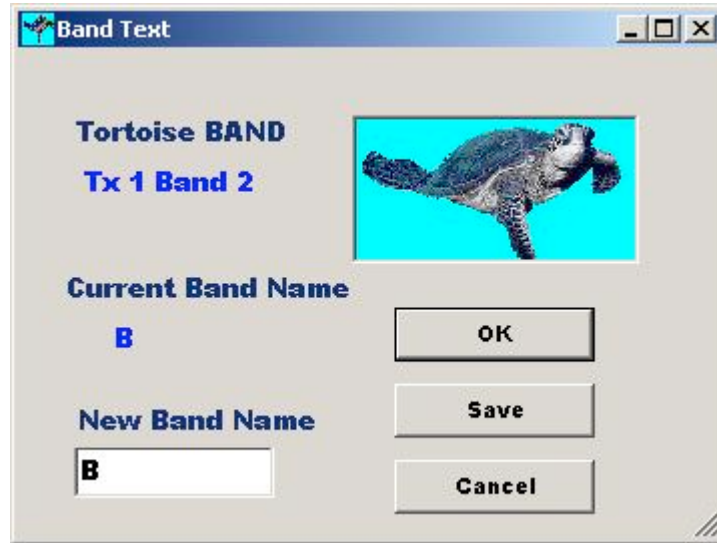 Band Text
Tortoise BAND
Tx 1 Band 2
Current Band Name
B
OK
Save
New Band Name
B
Cancel